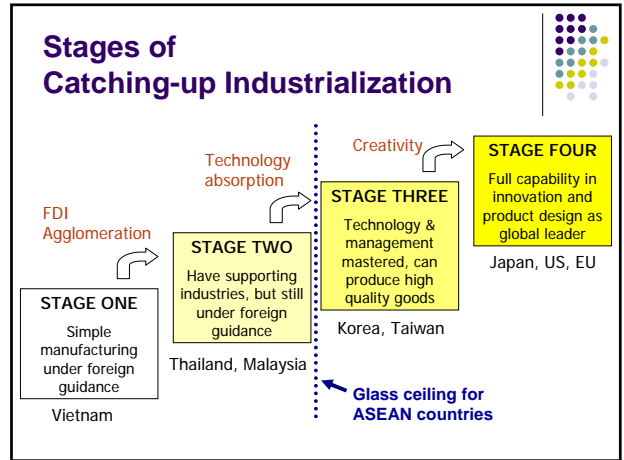 Stages of
Catching-up Industrialization
FDI
Agglomeration
Technology
absorption
Creativity
STAGE ONE
Simple
manufacturing
under foreign
guidance
Vietnam
STAGE TWO
Have supporting
industries, but still
under foreign
guidance
Thailand, Malaysia
STAGE THREE
Technology &
management
mastered, can
produce high
quality goods
Korea, Taiwan
STAGE FOUR
Full capability in
innovation and
product design as
global leader
Japan, US, EU
Glass ceiling for
ASEAN countries